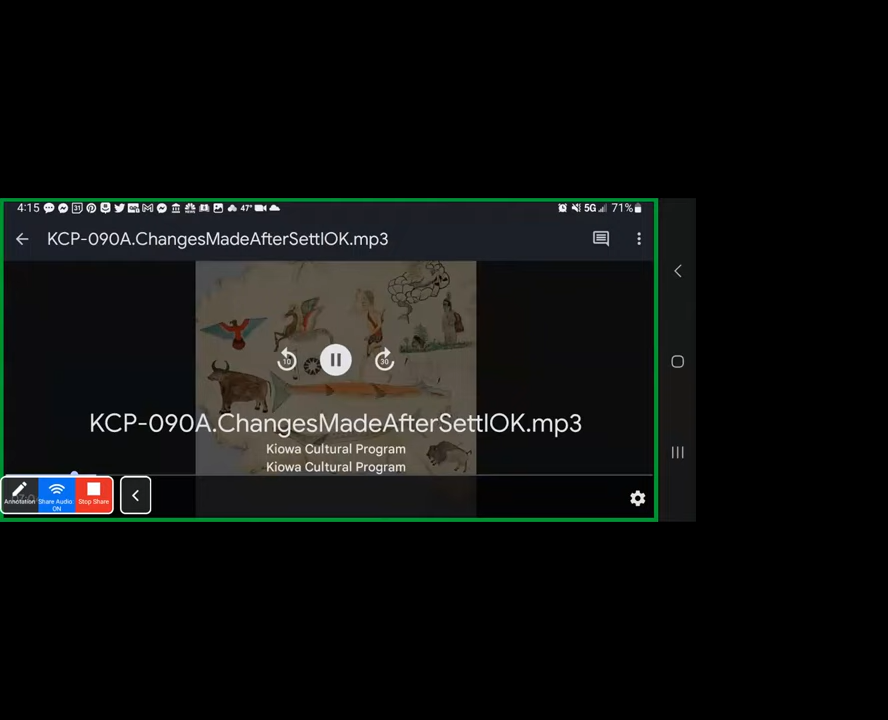 4:15 31 47° 5G 71%
KCP-090A.ChangesMadeAfterSettlOK.mp3
10 30
KCP-090A.ChangesMadeAfterSettlOK.mp3
Kiowa Cultural Program
Kiowa Cultural Program
Annotation Share Audio ON Stop Share